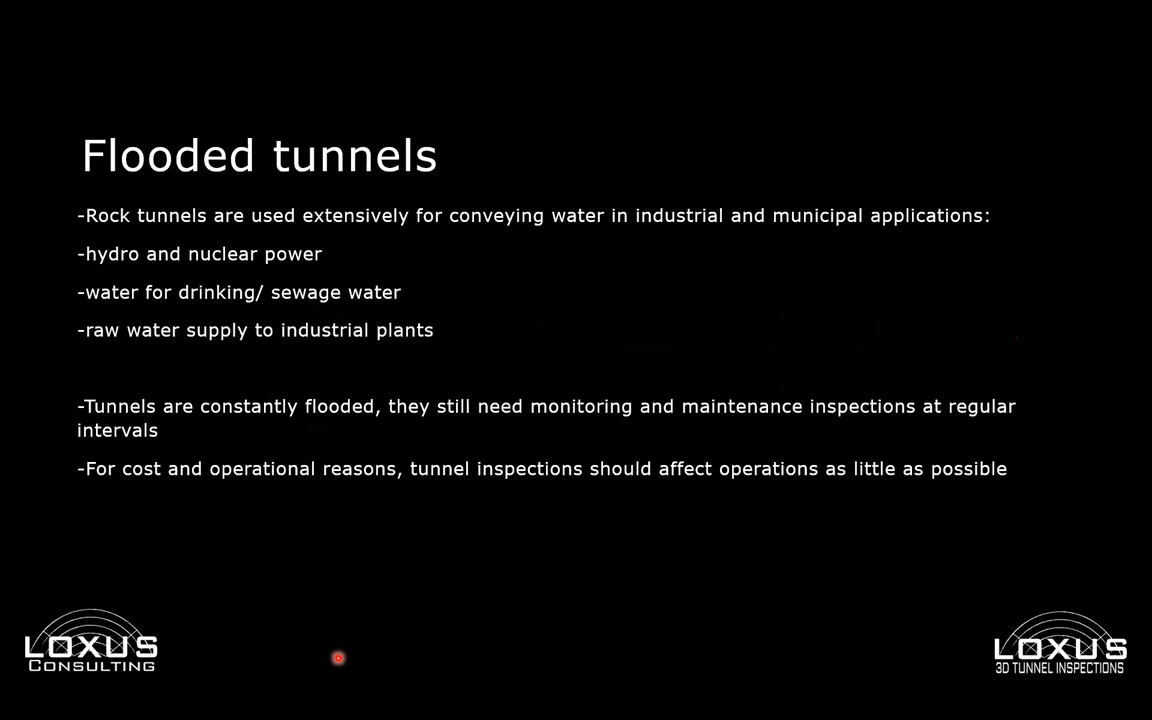 Flooded tunnels
-Rock tunnels are used extensively for conveying water in industrial and municipal applications:
-hydro and nuclear power
-water for drinking/ sewage water
-raw water supply to industrial plants
-Tunnels are constantly flooded, they still need monitoring and maintenance inspections at regular
intervals
-For cost and operational reasons, tunnel inspections should affect operations as little as possible
LOXUS
CONSULTING
LOXUS
3D TUNNEL INSPECTIONS